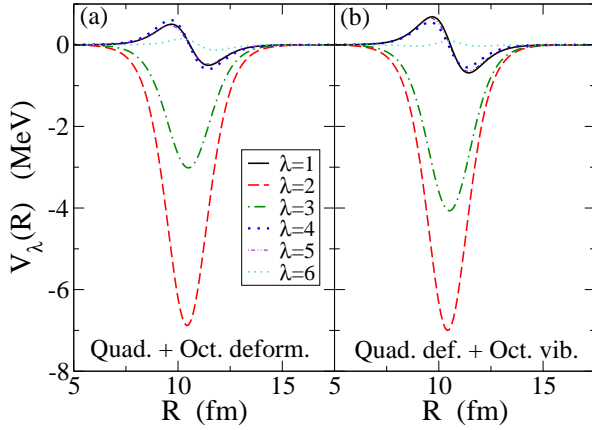 (a)
(b)
0
-2
-4
-6
-8
V_λ(R) (MeV)
λ=1
λ=2
λ=3
λ=4
λ=5
λ=6
Quad. + Oct. deform.
Quad. def. + Oct. vib.
5 10 15 5 10 15
R (fm) R (fm)